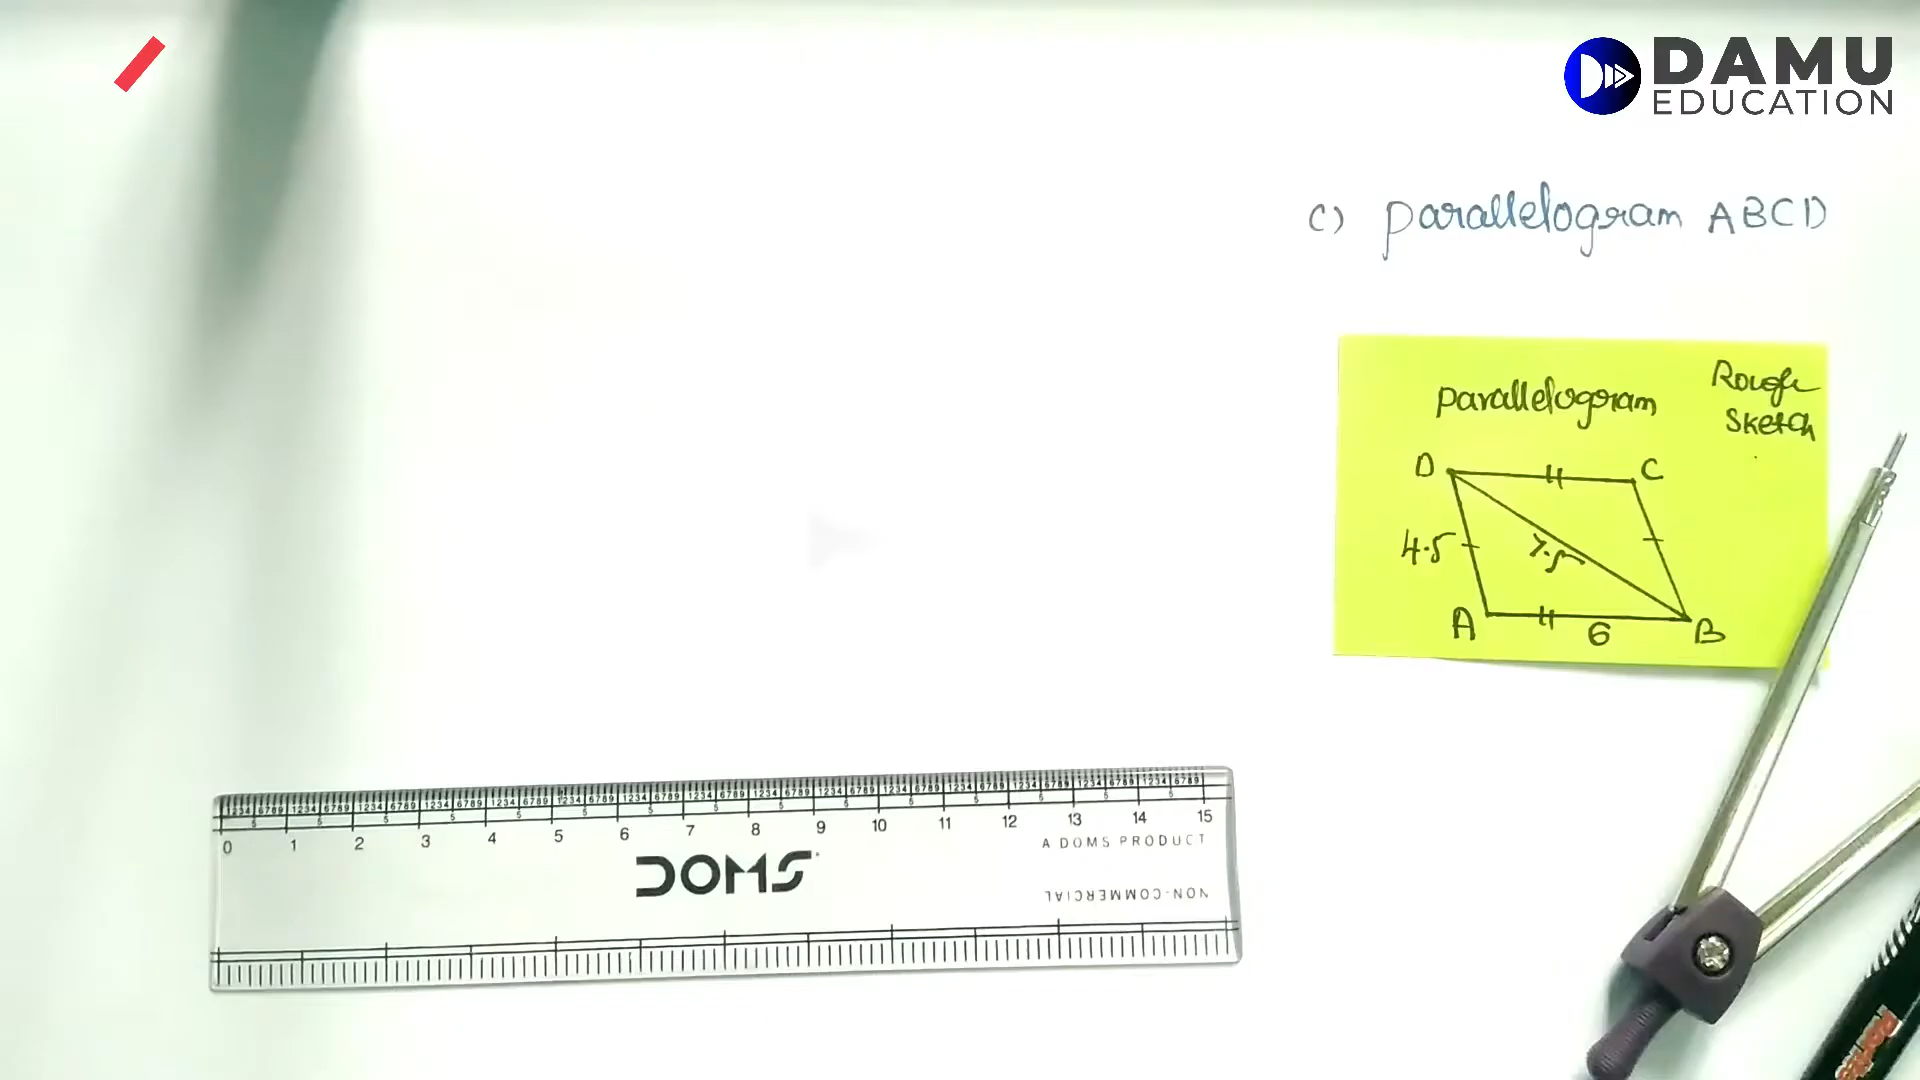 DAMU
EDUCATION
C) parallelogram ABCD
parallelogram
Rough
Sketch
D
C
4.5
7.5
A
6
B
0 1 2 3 4 5 6 7 8 9 10 11 12 13 14 15
A DOMS PRODUCT
DOMS
NON-COMMERCIAL